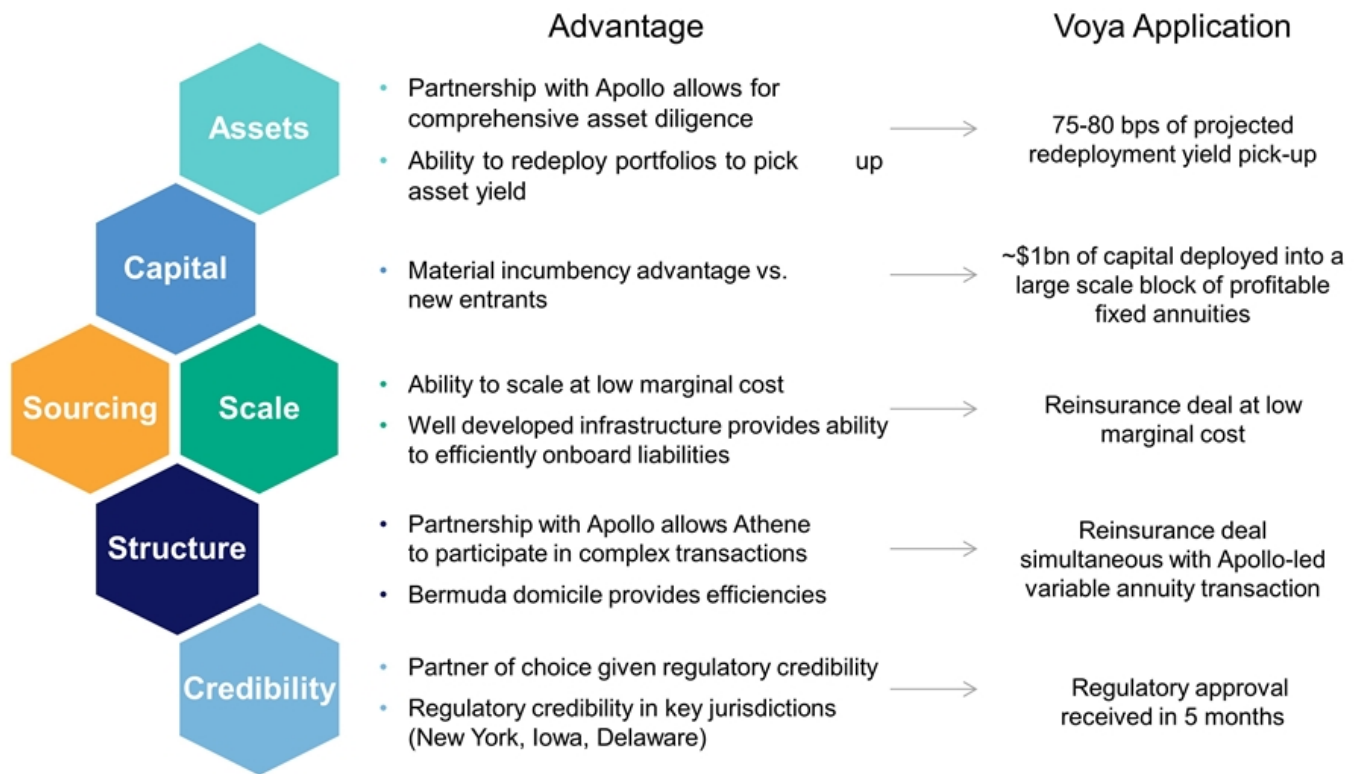 Advantage
Voya Application
Assets
• Partnership with Apollo allows for
comprehensive asset diligence
• Ability to redeploy portfolios to pick up
asset yield
75-80 bps of projected
redeployment yield pick-up
Capital
• Material incumbency advantage vs.
new entrants
~$1bn of capital deployed into a
large scale block of profitable
fixed annuities
Sourcing
Scale
• Ability to scale at low marginal cost
• Well developed infrastructure provides ability
to efficiently onboard liabilities
Reinsurance deal at low
marginal cost
Structure
• Partnership with Apollo allows Athene
to participate in complex transactions
• Bermuda domicile provides efficiencies
Reinsurance deal
simultaneous with Apollo-led
variable annuity transaction
Credibility
• Partner of choice given regulatory credibility
• Regulatory credibility in key jurisdictions
(New York, Iowa, Delaware)
Regulatory approval
received in 5 months